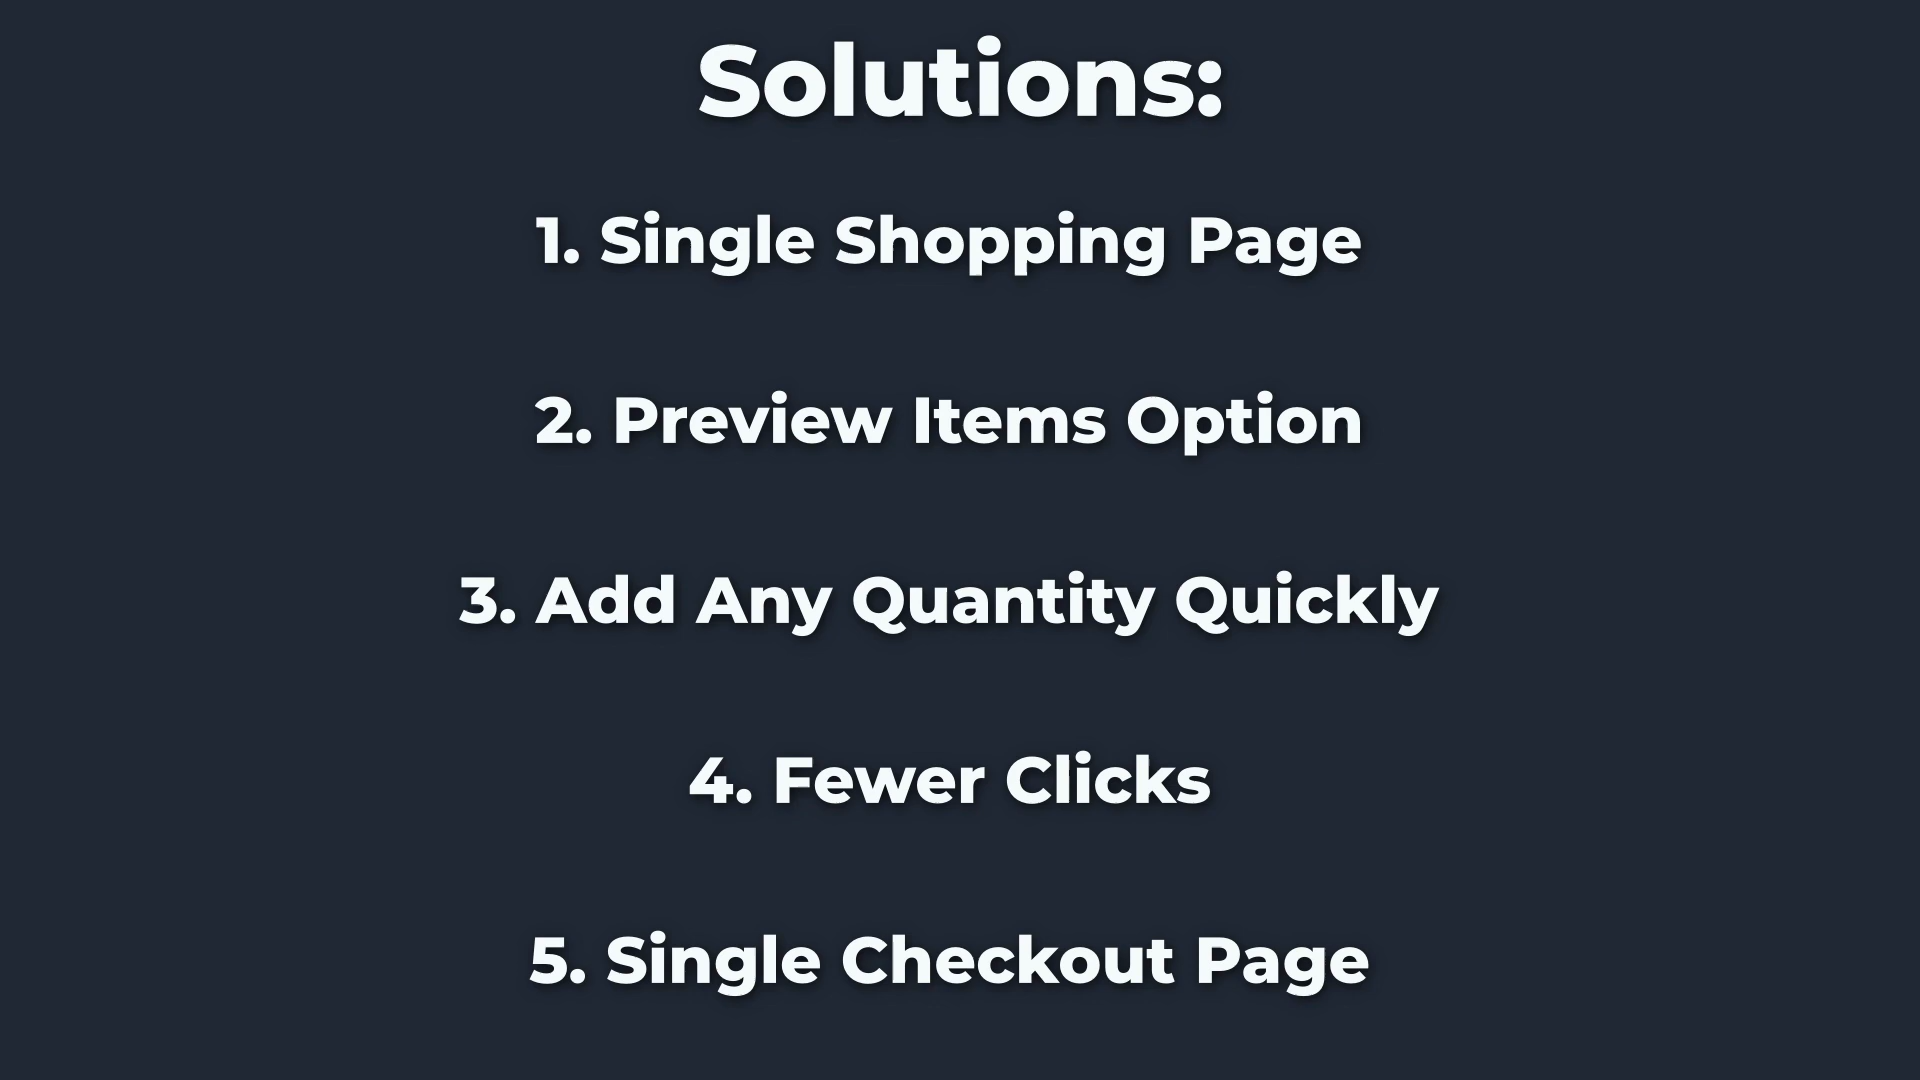 Solutions:
1. Single Shopping Page
2. Preview Items Option
3. Add Any Quantity Quickly
4. Fewer Clicks
5. Single Checkout Page